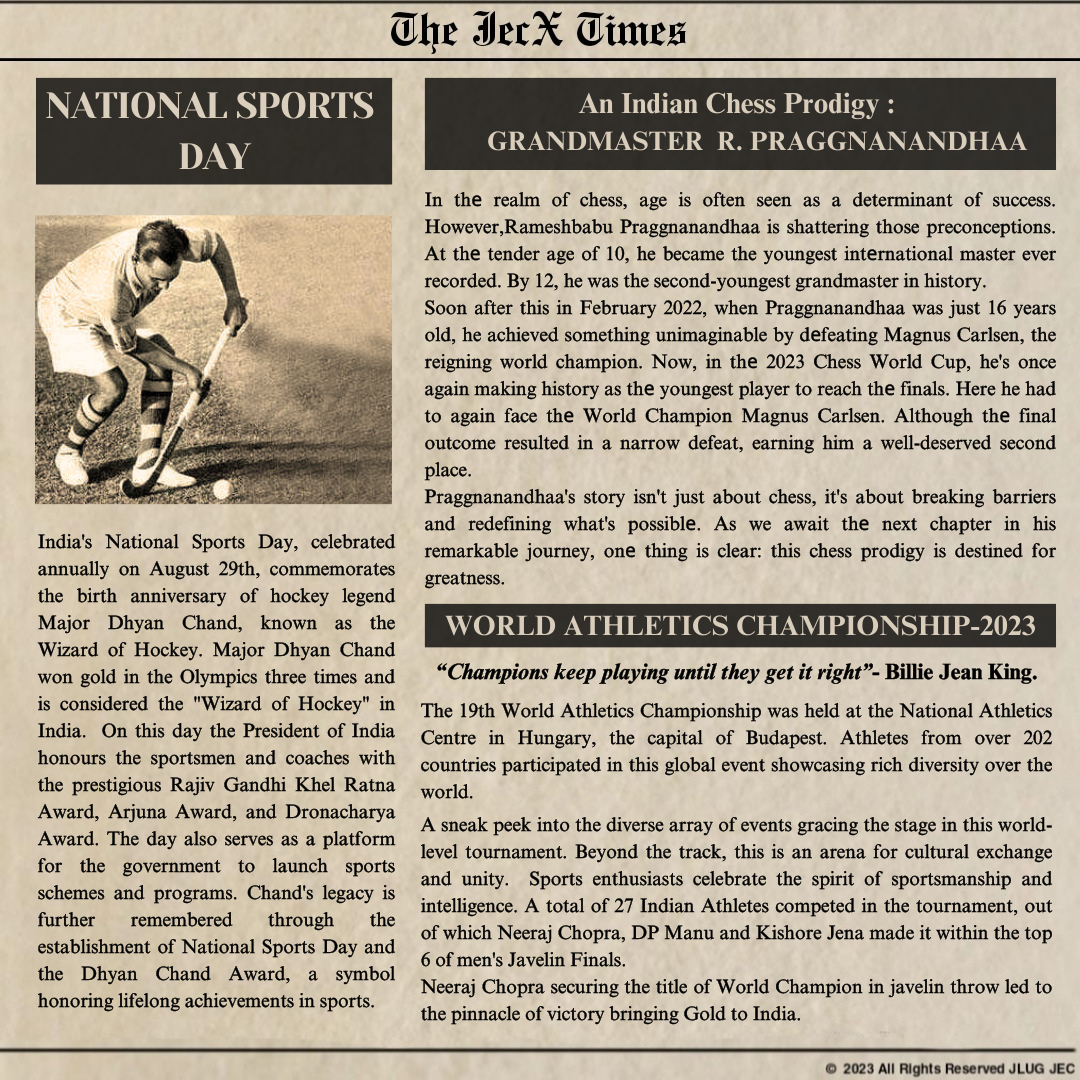 The JecX Times
NATIONAL SPORTS
DAY
India's National Sports Day, celebrated
annually on August 29th, commemorates
the birth anniversary of hockey legend
Major Dhyan Chand, known as the
Wizard of Hockey. Major Dhyan Chand
won gold in the Olympics three times and
is considered the "Wizard of Hockey" in
India. On this day the President of India
honours the sportsmen and coaches with
the prestigious Rajiv Gandhi Khel Ratna
Award, Arjuna Award, and Dronacharya
Award. The day also serves as a platform
for the government to launch sports
schemes and programs. Chand's legacy is
further remembered through the
establishment of National Sports Day and
the Dhyan Chand Award, a symbol
honoring lifelong achievements in sports.
An Indian Chess Prodigy :
GRANDMASTER R. PRAGGNANANDHAA
In the realm of chess, age is often seen as a determinant of success.
However,Rameshbabu Praggnanandhaa is shattering those preconceptions.
At the tender age of 10, he became the youngest international master ever
recorded. By 12, he was the second-youngest grandmaster in history.
Soon after this in February 2022, when Praggnanandhaa was just 16 years
old, he achieved something unimaginable by defeating Magnus Carlsen, the
reigning world champion. Now, in the 2023 Chess World Cup, he's once
again making history as the youngest player to reach the finals. Here he had
to again face the World Champion Magnus Carlsen. Although the final
outcome resulted in a narrow defeat, earning him a well-deserved second
place.
Praggnanandhaa's story isn't just about chess, it's about breaking barriers
and redefining what's possible. As we await the next chapter in his
remarkable journey, one thing is clear: this chess prodigy is destined for
greatness.
WORLD ATHLETICS CHAMPIONSHIP-2023
“Champions keep playing until they get it right”- Billie Jean King.
The 19th World Athletics Championship was held at the National Athletics
Centre in Hungary, the capital of Budapest. Athletes from over 202
countries participated in this global event showcasing rich diversity over the
world.
A sneak peek into the diverse array of events gracing the stage in this world-
level tournament. Beyond the track, this is an arena for cultural exchange
and unity. Sports enthusiasts celebrate the spirit of sportsmanship and
intelligence. A total of 27 Indian Athletes competed in the tournament, out
of which Neeraj Chopra, DP Manu and Kishore Jena made it within the top
6 of men's Javelin Finals.
Neeraj Chopra securing the title of World Champion in javelin throw led to
the pinnacle of victory bringing Gold to India.
© 2023 All Rights Reserved JLUG JEC